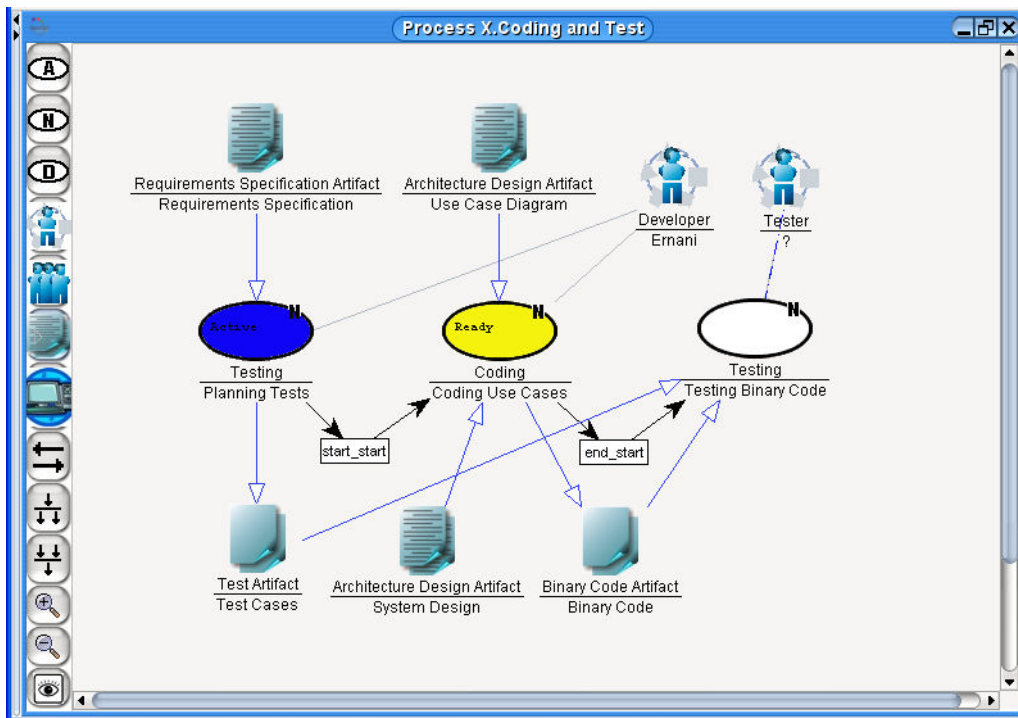 Process X.Coding and Test
A
N
D
Requirements Specification Artifact
Requirements Specification
Architecture Design Artifact
Use Case Diagram
Developer
Ernani
Tester
?
Active
N
Ready
N
N
Testing
Planning Tests
Coding
Coding Use Cases
Testing
Testing Binary Code
start_start
end_start
Test Artifact
Test Cases
Architecture Design Artifact
System Design
Binary Code Artifact
Binary Code